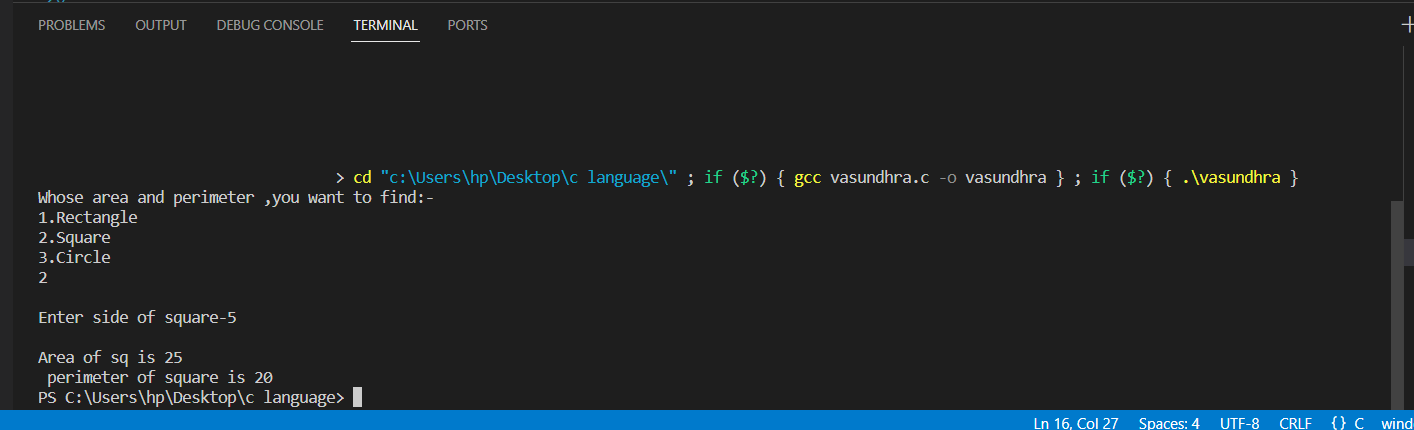 PROBLEMS OUTPUT DEBUG CONSOLE TERMINAL PORTS
> cd "c:\Users\hp\Desktop\c language\" ; if ($?) { gcc vasundhra.c -o vasundhra } ; if ($?) { .\vasundhra }
Whose area and perimeter ,you want to find:-
1.Rectangle
2.Square
3.Circle
2
Enter side of square-5
Area of sq is 25
perimeter of square is 20
PS C:\Users\hp\Desktop\c language>
Ln 16, Col 27 Spaces: 4 UTF-8 CRLF {} C wind